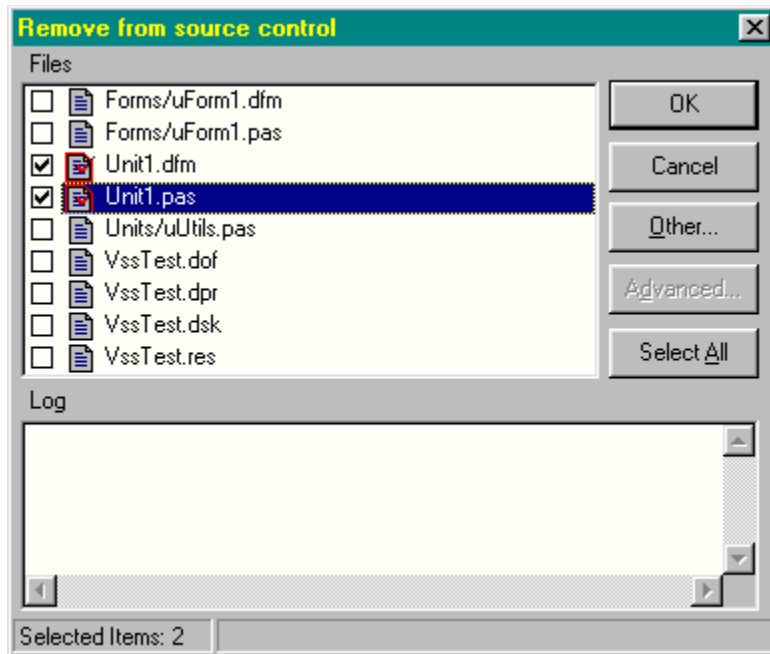 Remove from source control
Files
Forms/uForm1.dfm
Forms/uForm1.pas
Unit1.dfm
Unit1.pas
Units/uUtils.pas
VssTest.dof
VssTest.dpr
VssTest.dsk
VssTest.res
OK
Cancel
Other...
Advanced...
Select All
Log
Selected Items: 2